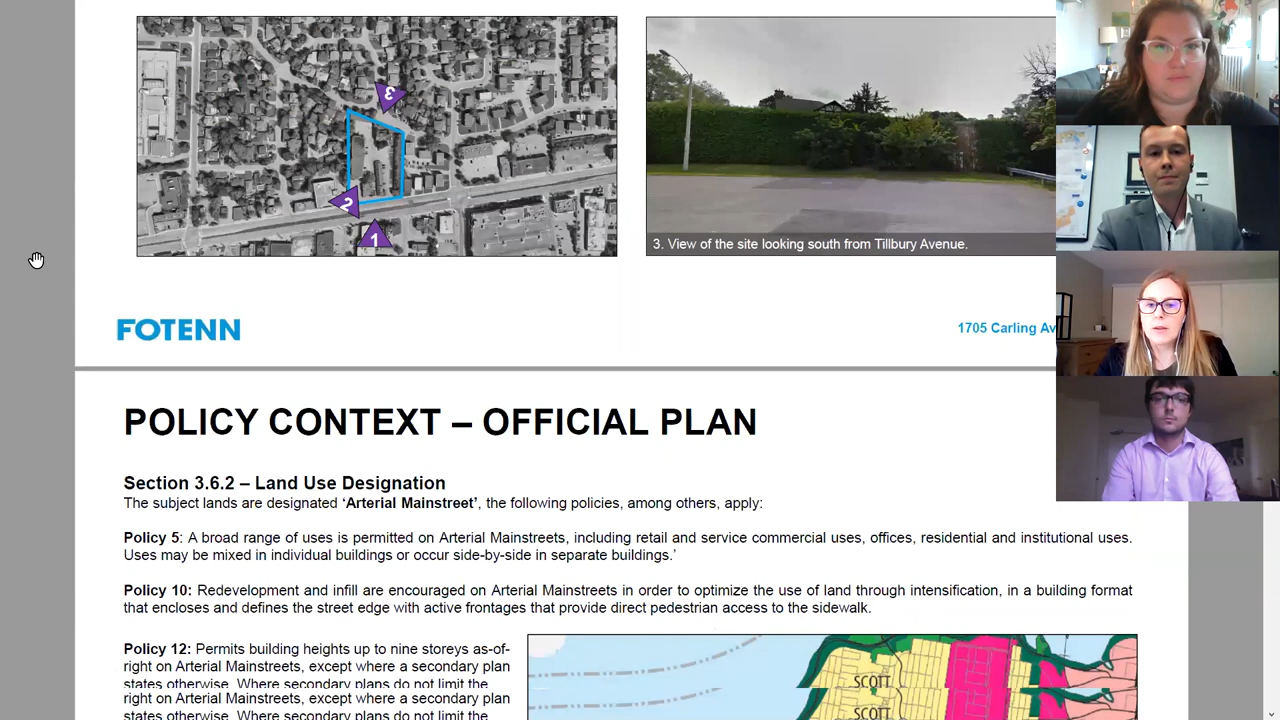 3
2
1
3. View of the site looking south from Tillbury Avenue.
FOTENN
1705 Carling Av
POLICY CONTEXT – OFFICIAL PLAN
Section 3.6.2 – Land Use Designation
The subject lands are designated ‘Arterial Mainstreet’, the following policies, among others, apply:
Policy 5: A broad range of uses is permitted on Arterial Mainstreets, including retail and service commercial uses, offices, residential and institutional uses.
Uses may be mixed in individual buildings or occur side-by-side in separate buildings.’
Policy 10: Redevelopment and infill are encouraged on Arterial Mainstreets in order to optimize the use of land through intensification, in a building format
that encloses and defines the street edge with active frontages that provide direct pedestrian access to the sidewalk.
Policy 12: Permits building heights up to nine storeys as-of-
right on Arterial Mainstreets, except where a secondary plan
states otherwise. Where secondary plans do not limit the
right on Arterial Mainstreets, except where a secondary plan
states otherwise. Where secondary plans do not limit the
SCOTT
SCOTT